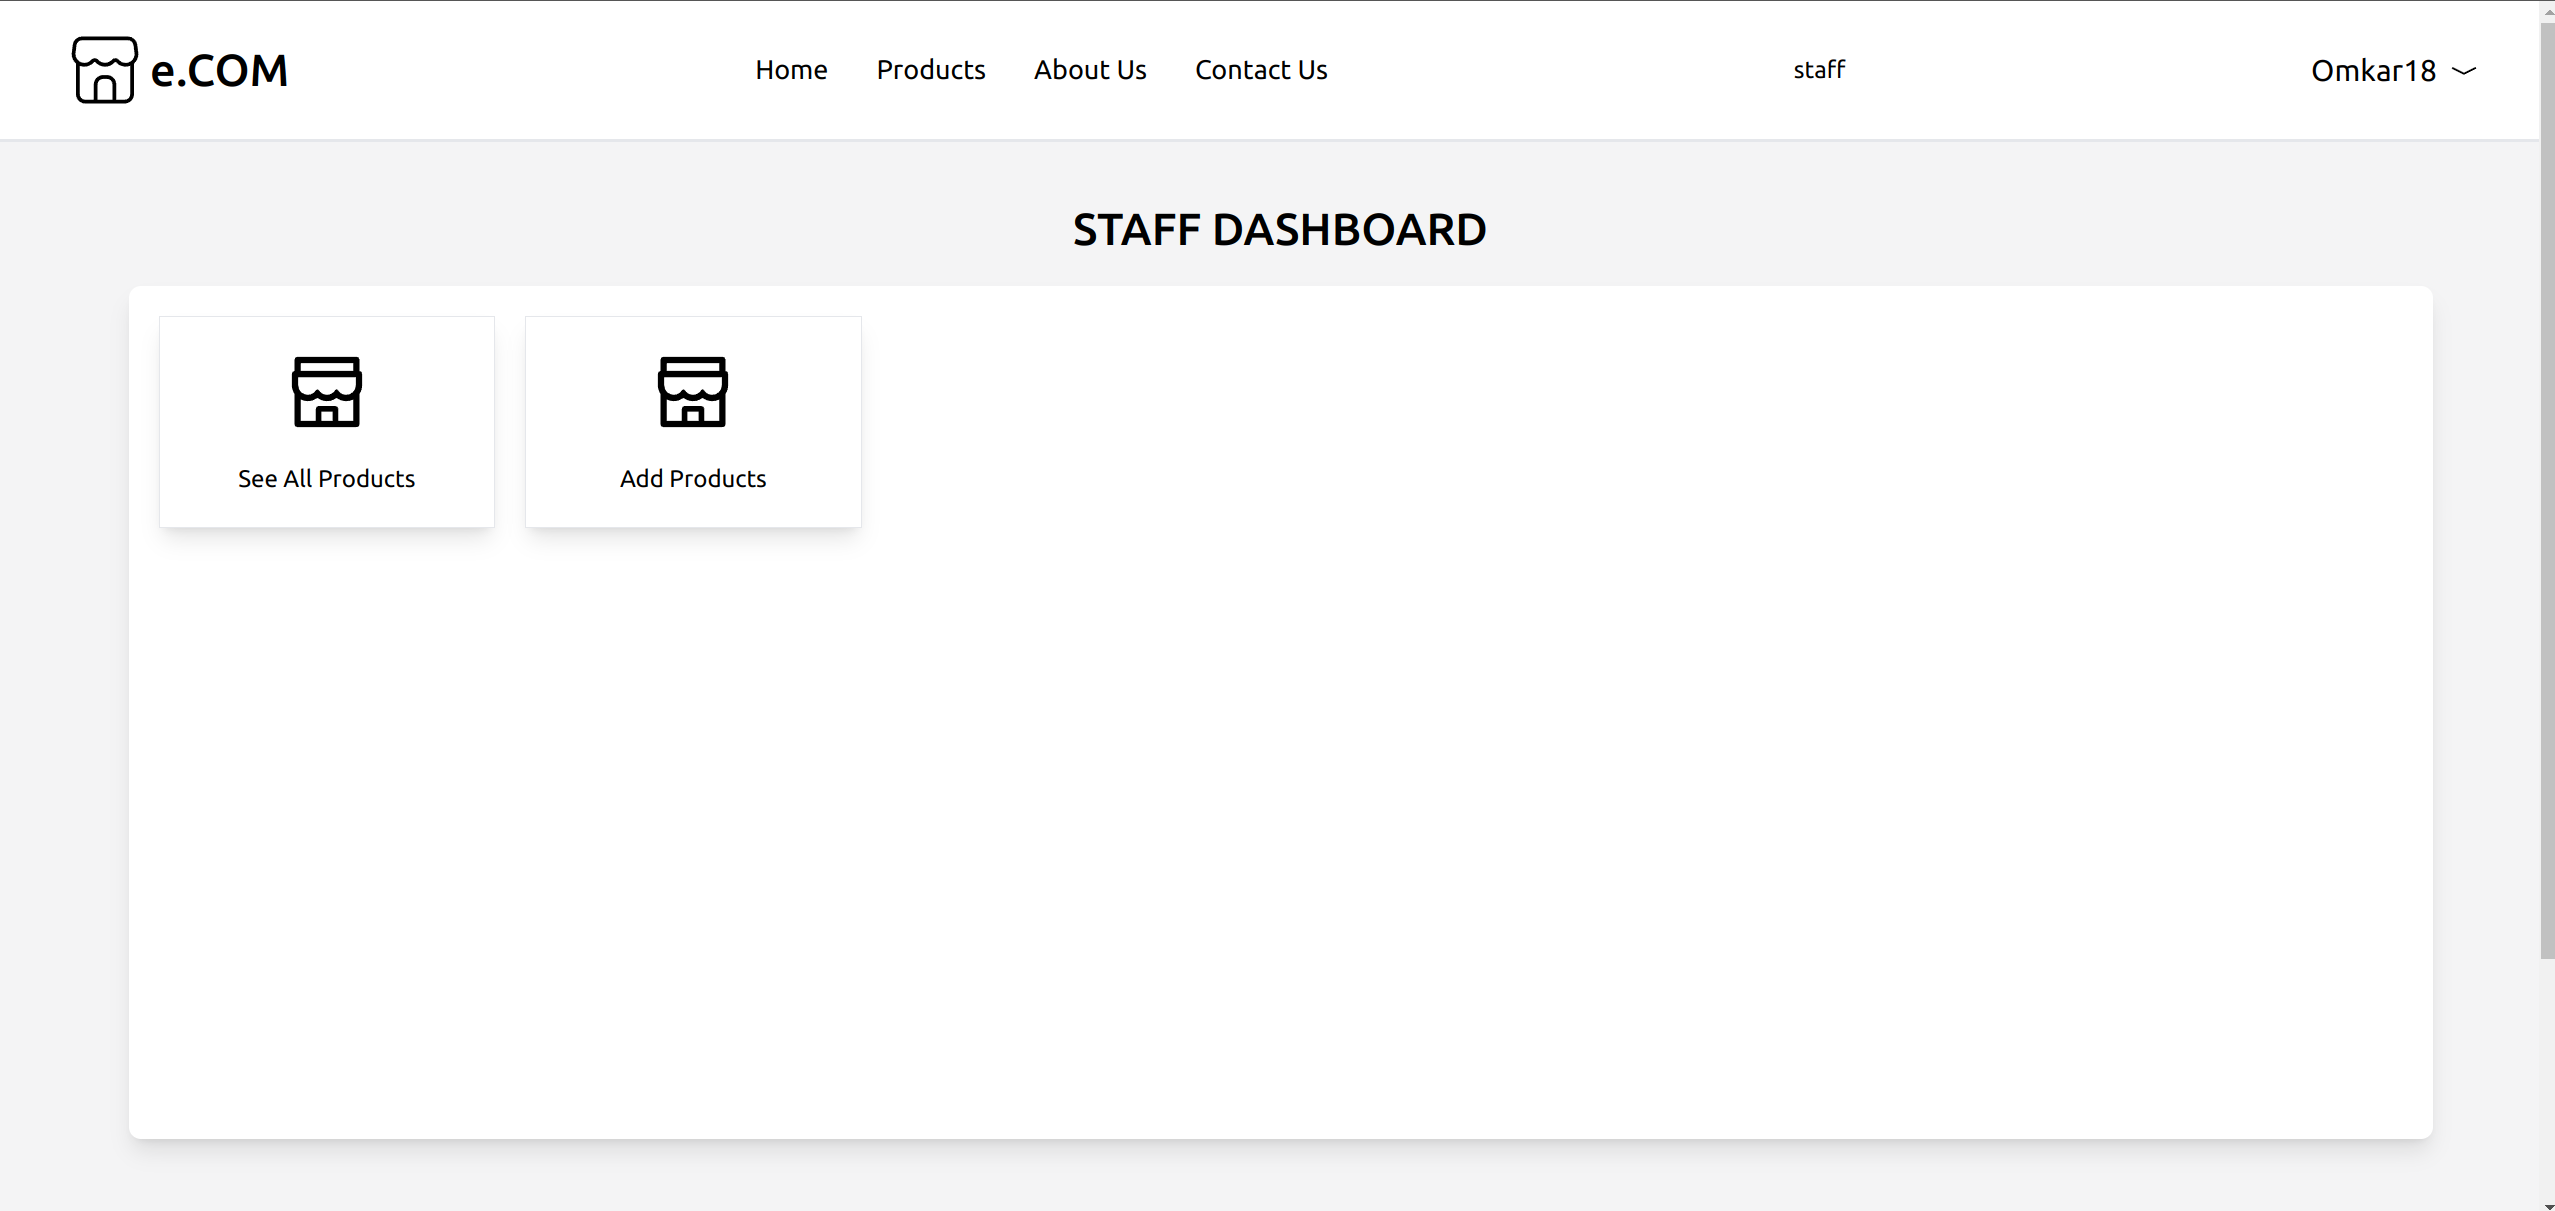 e.COM
Home Products About Us Contact Us
staff
Omkar18
STAFF DASHBOARD
See All Products
Add Products